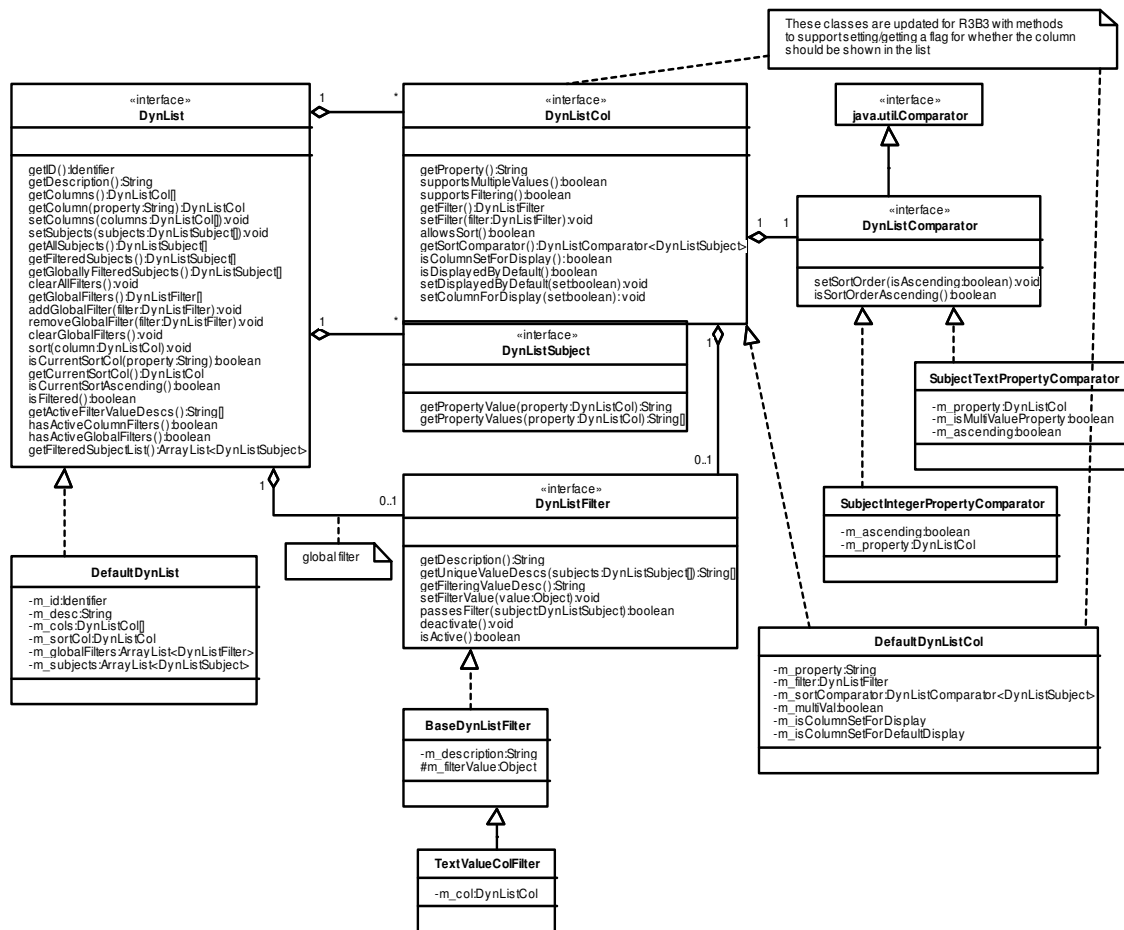 These classes are updated for R3B3 with methods
to support setting/getting a flag for whether the column
should be shown in the list
«interface»
DynList
getID():Identifier
getDescription():String
getColumns():DynListCol[]
getColumn(property:String):DynListCol
setColumns(columns:DynListCol[]):void
setSubjects(subjects:DynListSubject[]):void
getAllSubjects():DynListSubject[]
getFilteredSubjects():DynListSubject[]
getGloballyFilteredSubjects():DynListSubject[]
clearAllFilters():void
getGlobalFilters():DynListFilter[]
addGlobalFilter(filter:DynListFilter):void
removeGlobalFilter(filter:DynListFilter):void
clearGlobalFilters():void
sort(column:DynListCol):void
isCurrentSortCol(property:String):boolean
getCurrentSortCol():DynListCol
isCurrentSortAscending():boolean
isFiltered():boolean
getActiveFilterValueDescs():String[]
hasActiveColumnFilters():boolean
hasActiveGlobalFilters():boolean
getFilteredSubjectList():ArrayList<DynListSubject>
1
*
1
*
1
0..1
«interface»
DynListCol
getProperty():String
supportsMultipleValues():boolean
supportsFiltering():boolean
getFilter():DynListFilter
setFilter(filter:DynListFilter):void
allowsSort():boolean
getSortComparator():DynListComparator<DynListSubject>
isColumnSetForDisplay():boolean
isDisplayedByDefault():boolean
setDisplayedByDefault(set:boolean):void
setColumnForDisplay(set:boolean):void
1
1
1
0..1
«interface»
java.util.Comparator
«interface»
DynListComparator
setSortOrder(isAscending:boolean):void
isSortOrderAscending():boolean
«interface»
DynListSubject
getPropertyValue(property:DynListCol):String
getPropertyValues(property:DynListCol):String[]
SubjectTextPropertyComparator
-m_property:DynListCol
-m_isMultiValueProperty:boolean
-m_ascending:boolean
SubjectIntegerPropertyComparator
-m_ascending:boolean
-m_property:DynListCol
«interface»
DynListFilter
getDescription():String
getUniqueValueDescs(subjects:DynListSubject[]):String[]
getFilteringValueDesc():String
setFilterValue(value:Object):void
passesFilter(subject:DynListSubject):boolean
deactivate():void
isActive():boolean
global filter
DefaultDynList
-m_id:Identifier
-m_desc:String
-m_cols:DynListCol[]
-m_sortCol:DynListCol
-m_globalFilters:ArrayList<DynListFilter>
-m_subjects:ArrayList<DynListSubject>
DefaultDynListCol
-m_property:String
-m_filter:DynListFilter
-m_sortComparator:DynListComparator<DynListSubject>
-m_multiVal:boolean
-m_isColumnSetForDisplay
-m_isColumnSetForDefaultDisplay
BaseDynListFilter
-m_description:String
#m_filterValue:Object
TextValueColFilter
-m_col:DynListCol